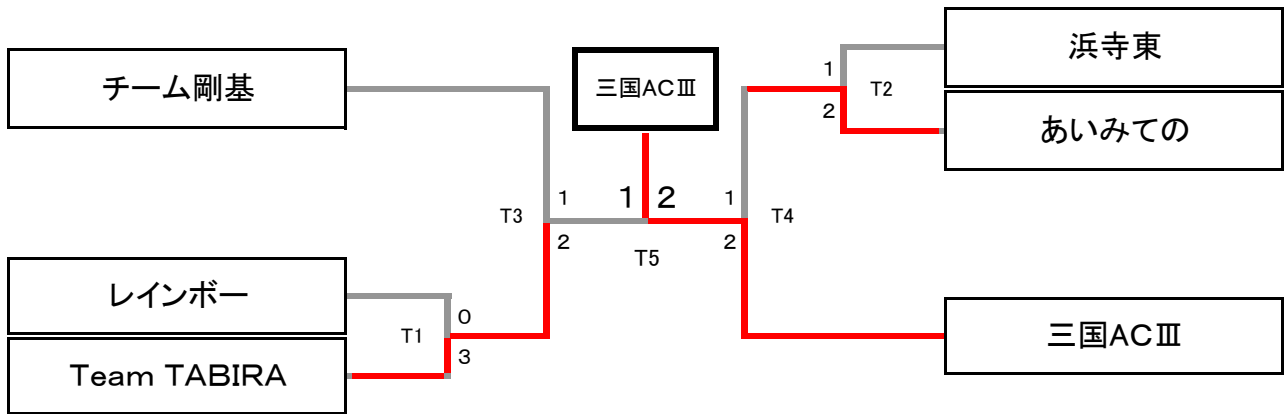 浜寺東
チーム剛基
三国ACⅢ
1
T2
2
あいみての
1
1 2
1
T3
T4
2
2
T5
レインボー
0
T1
3
三国ACⅢ
Team TABIRA